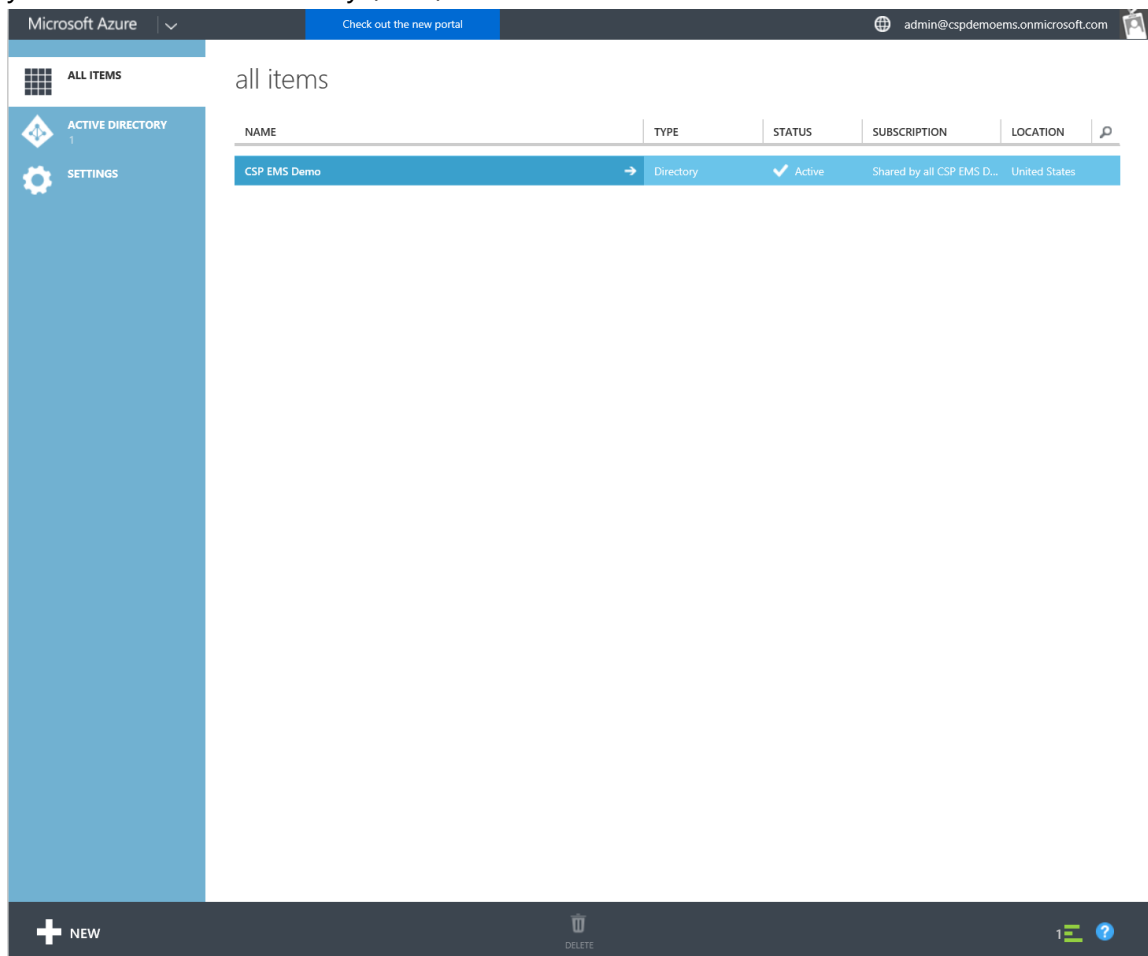 Microsoft Azure
Check out the new portal
admin@cspdemoems.onmicrosoft.com
ALL ITEMS
ACTIVE DIRECTORY
1
SETTINGS
all items
NAME TYPE STATUS SUBSCRIPTION LOCATION
CSP EMS Demo Directory Active Shared by all CSP EMS D... United States
NEW
DELETE
1
?